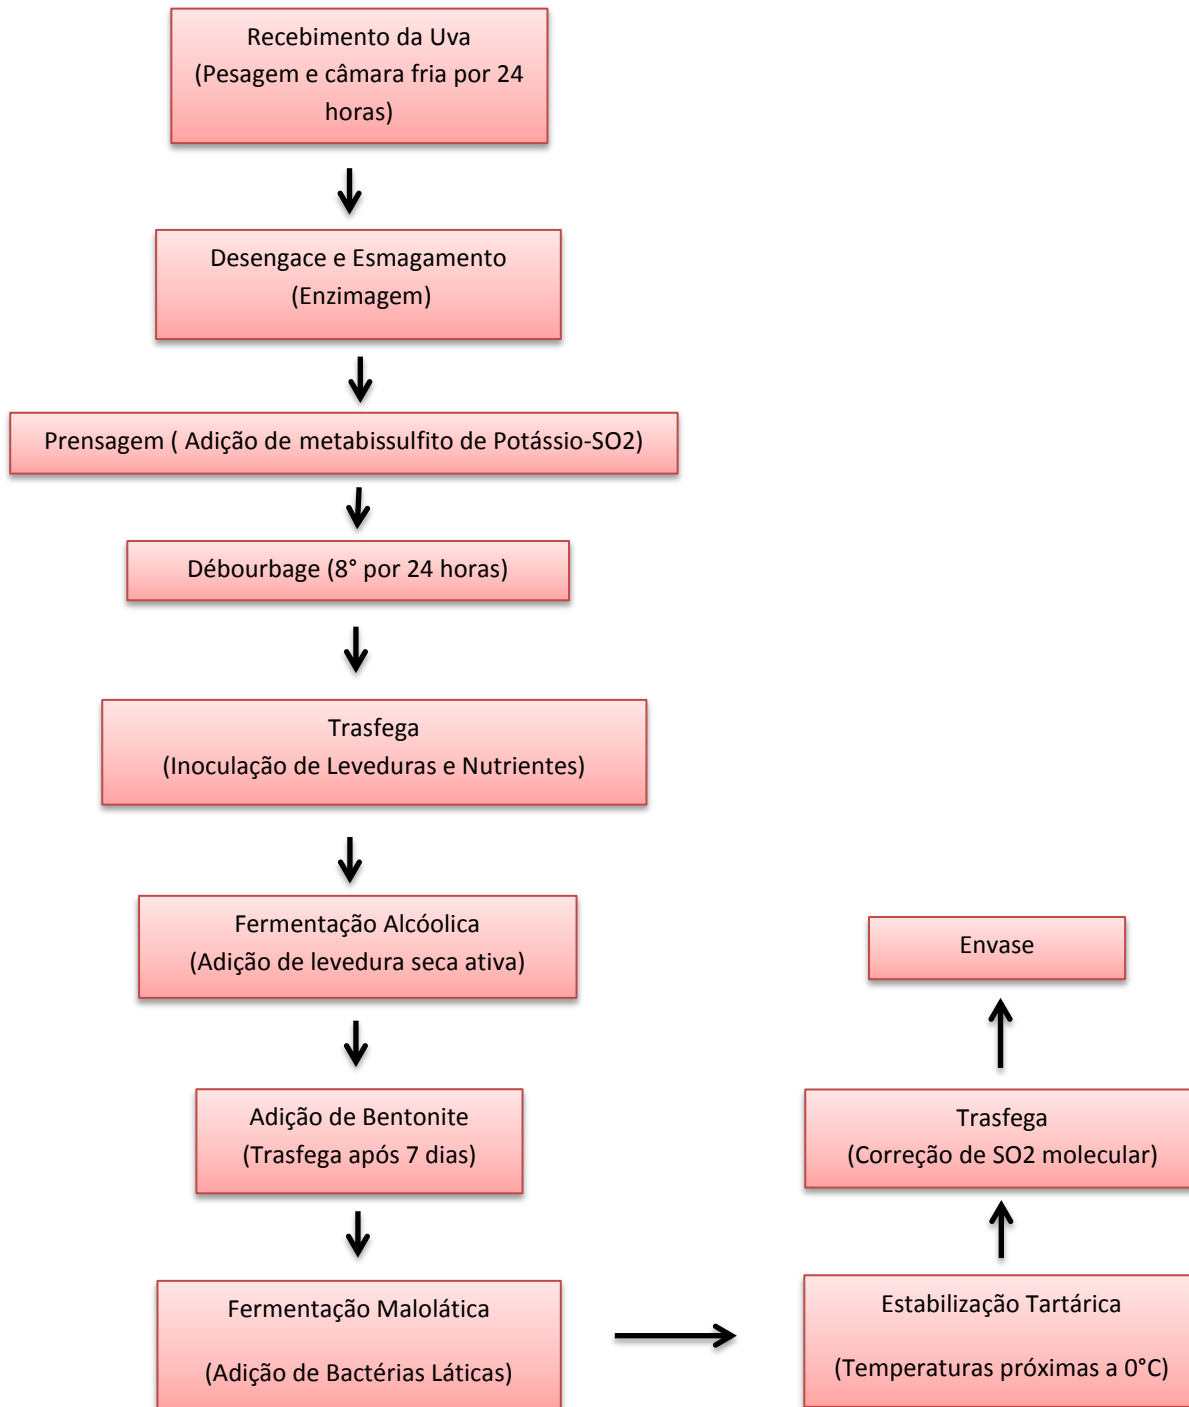 Recebimento da Uva
(Pesagem e câmara fria por 24
horas)
Desengace e Esmagamento
(Enzimagem)
Prensagem ( Adição de metabissulfito de Potássio-SO2)
Débourbage (8° por 24 horas)
Trasfega
(Inoculação de Leveduras e Nutrientes)
Fermentação Alcóolica
(Adição de levedura seca ativa)
Adição de Bentonite
(Trasfega após 7 dias)
Fermentação Malolática
(Adição de Bactérias Láticas)
Estabilização Tartárica
(Temperaturas próximas a 0°C)
Trasfega
(Correção de SO2 molecular)
Envase